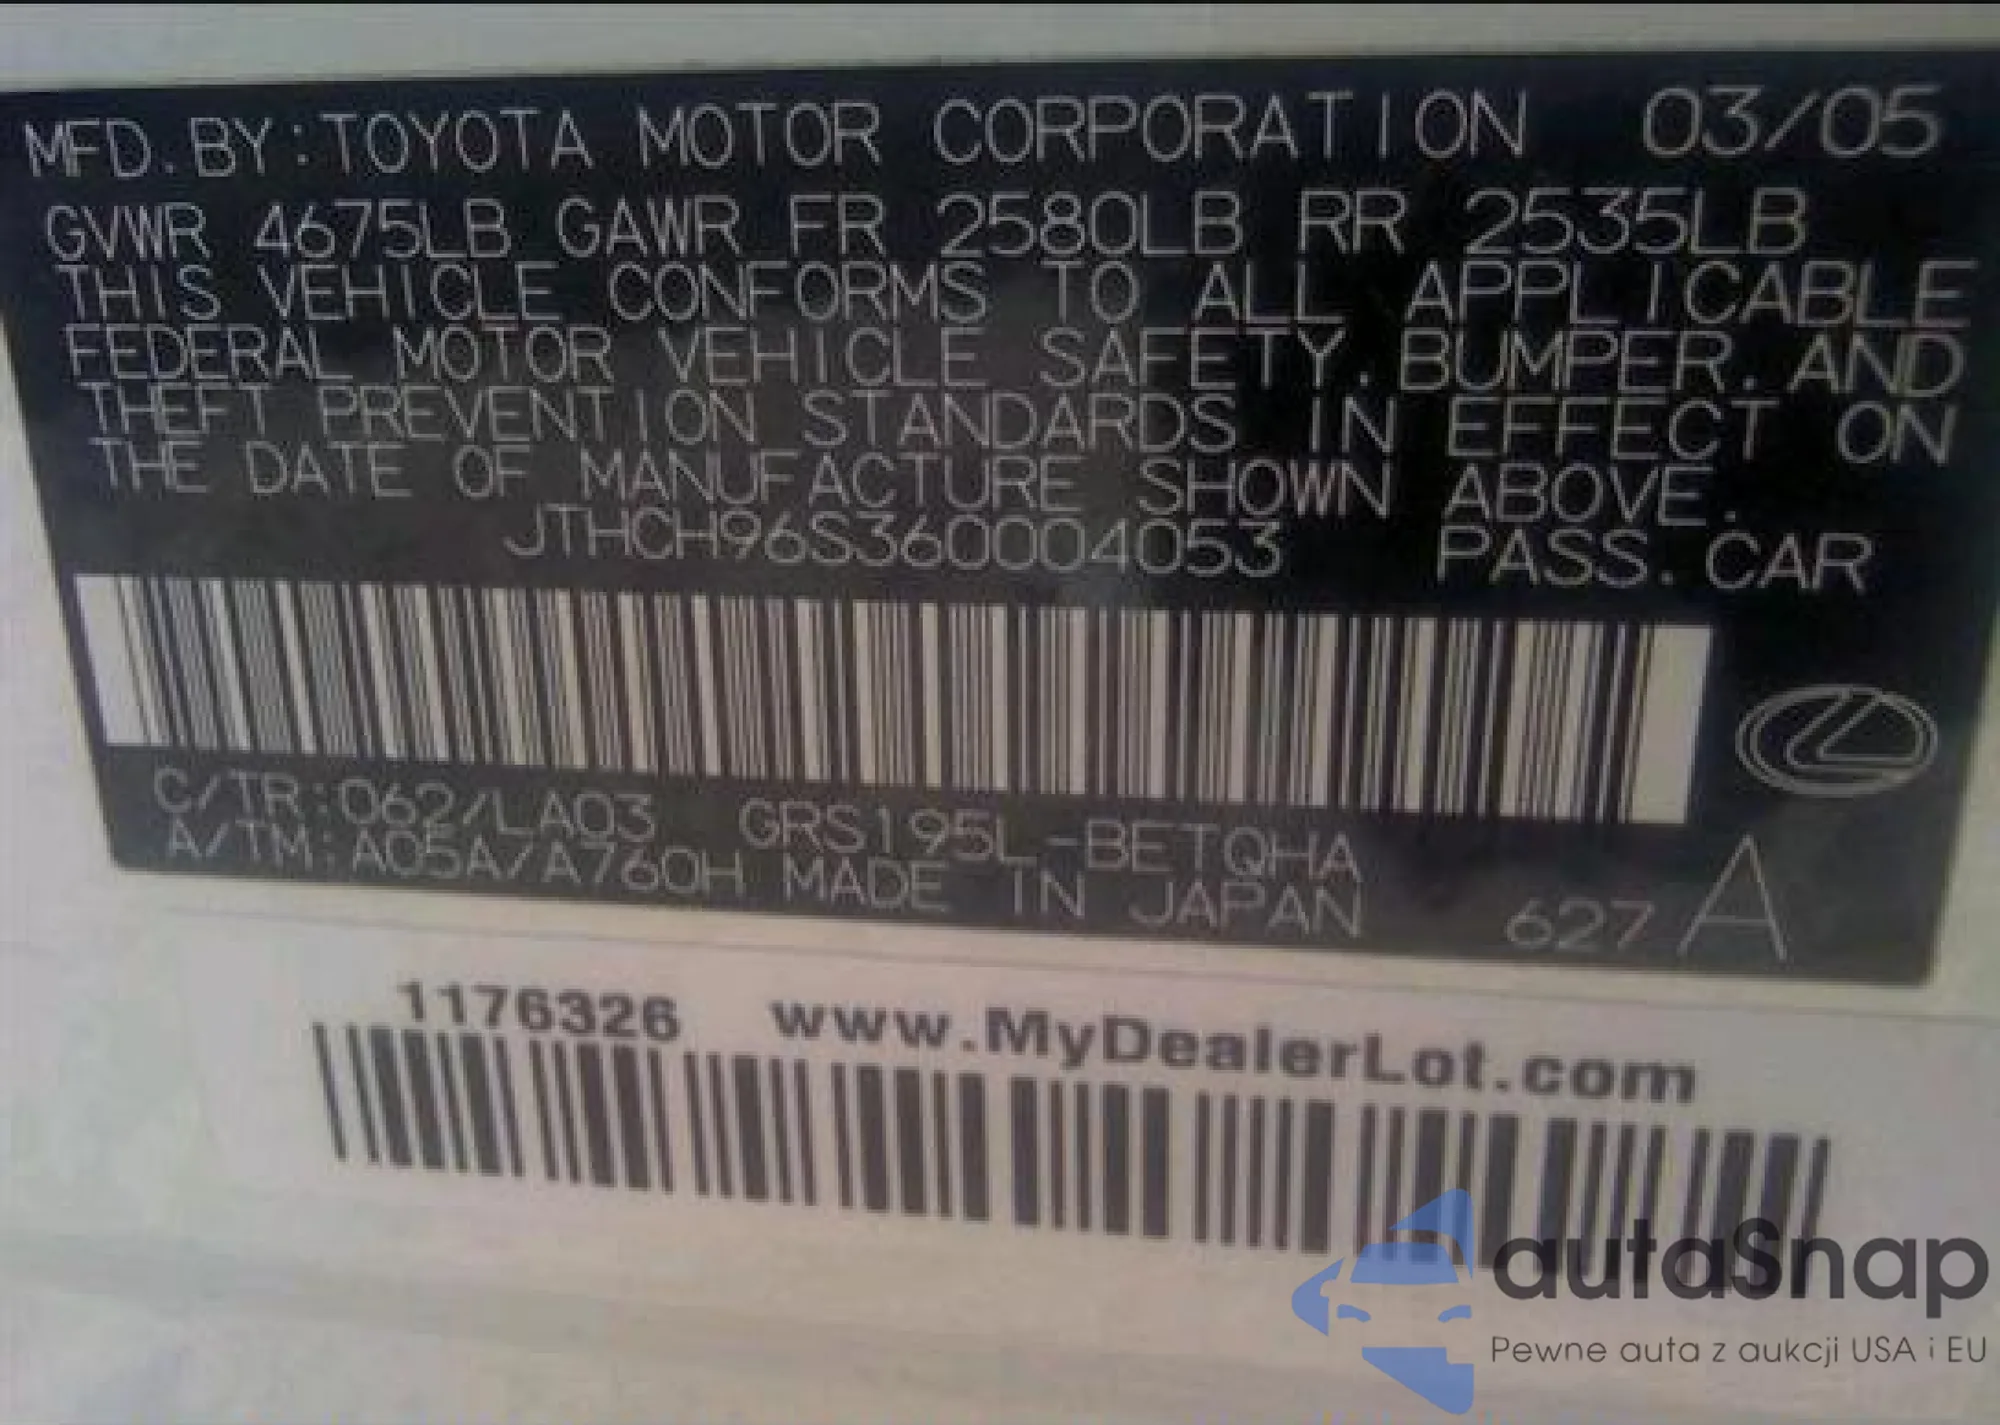 MFD.BY:TOYOTA MOTOR CORPORATION 03/05
GVWR 4675LB GAWR FR 2580LB RR 2535LB
THIS VEHICLE CONFORMS TO ALL APPLICABLE
FEDERAL MOTOR VEHICLE SAFETY.BUMPER.AND
THEFT PREVENTION STANDARDS IN EFFECT ON
THE DATE OF MANUFACTURE SHOWN ABOVE.
JTHCH96S360004053 PASS.CAR
C/TR:062/LA03 GRS195L-BETQHA
A/TM:A05A/A760H MADE IN JAPAN 627 A
1176326 www.MyDealerLot.com
autaSnap
Pewne auta z aukcji USA i EU